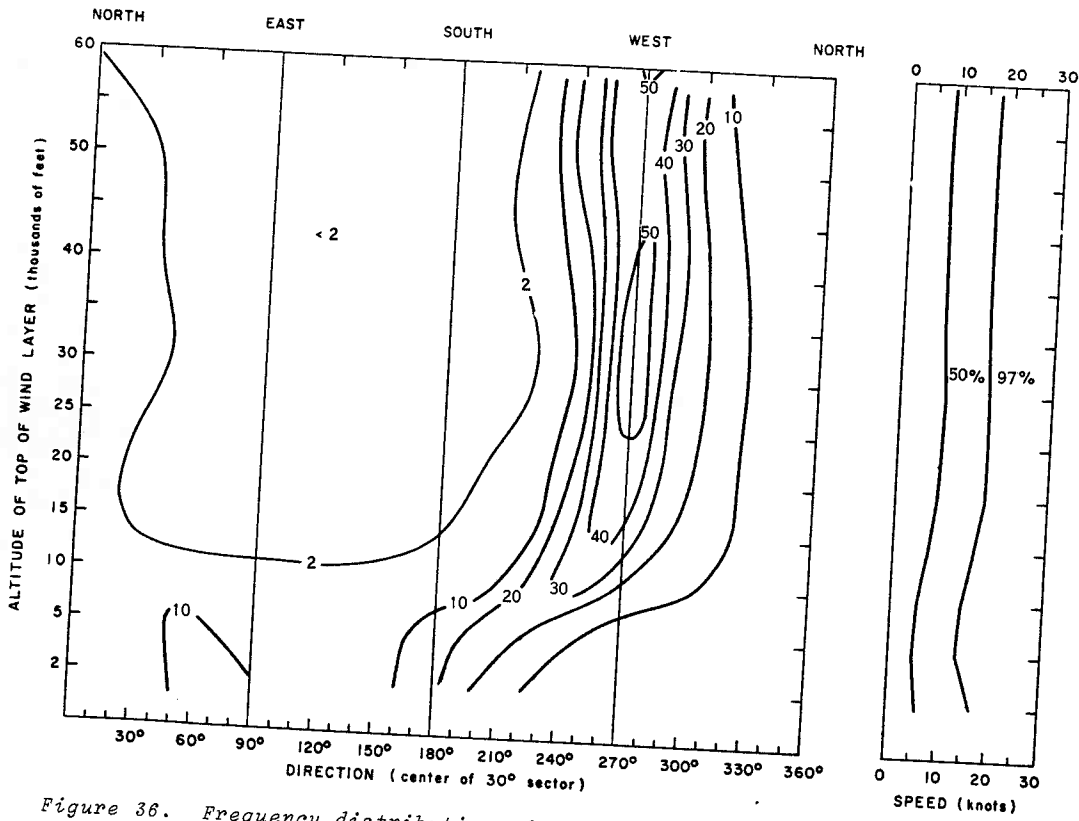 NORTH
EAST
SOUTH
WEST
NORTH
60
50
40
30
25
20
15
10
5
2
ALTITUDE OF TOP OF WIND LAYER (thousands of feet)
< 2
2
2
10
10
20
30
40
50
50
40
30
20
10
30° 60° 90° 120° 150° 180° 210° 240° 270° 300° 330° 360°
DIRECTION (center of 30° sector)
0 10 20 30
50% 97%
0 10 20 30
SPEED (knots)
Figure 36. Frequency